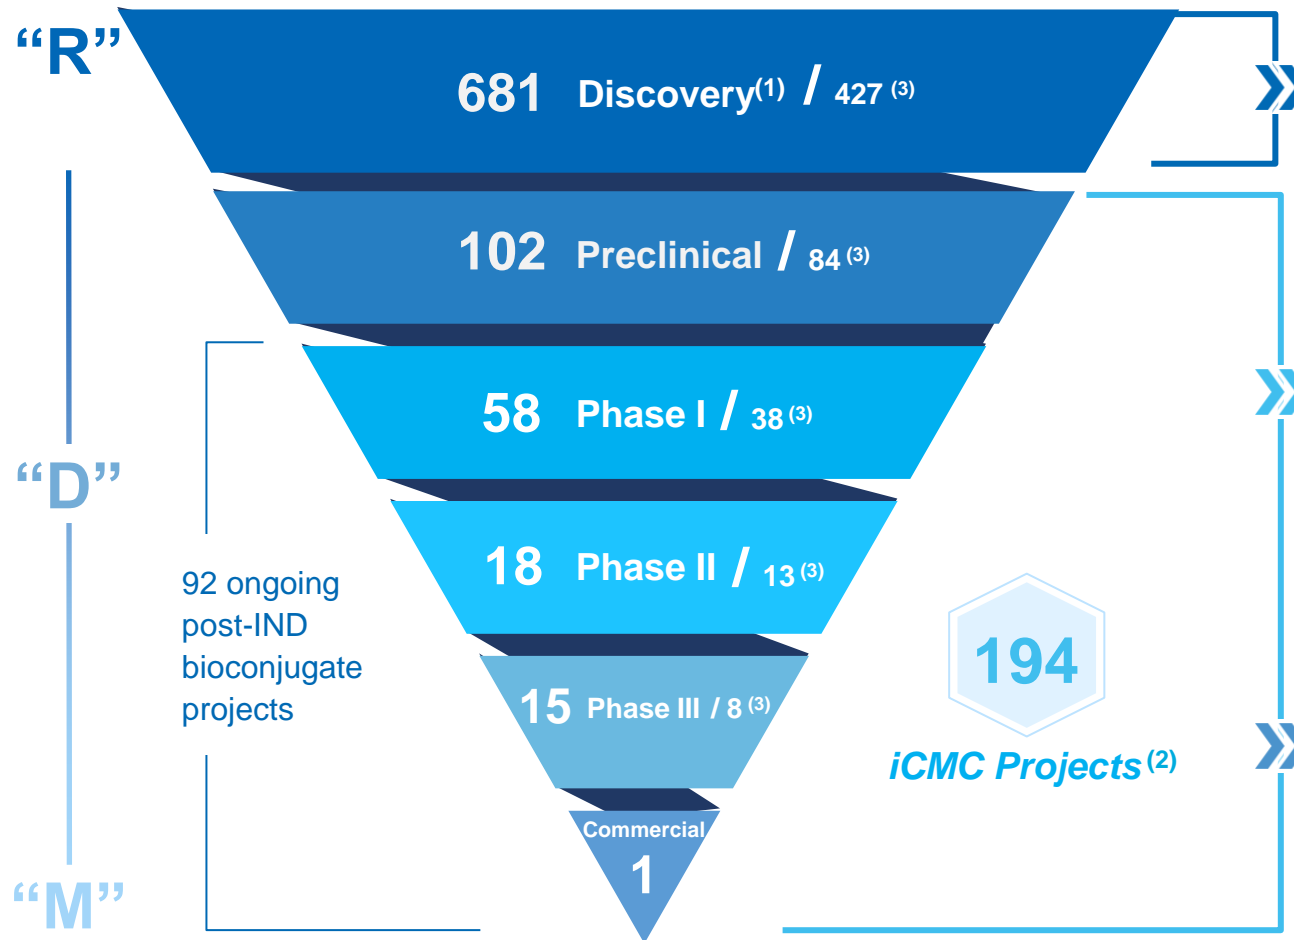 “R”
681 Discovery(1) / 427 (3)
102 Preclinical / 84 (3)
58 Phase I / 38 (3)
“D”
18 Phase II / 13 (3)
92 ongoing
post-IND
bioconjugate
projects
15 Phase III / 8 (3)
194
iCMC Projects (2)
Commercial
1
“M”